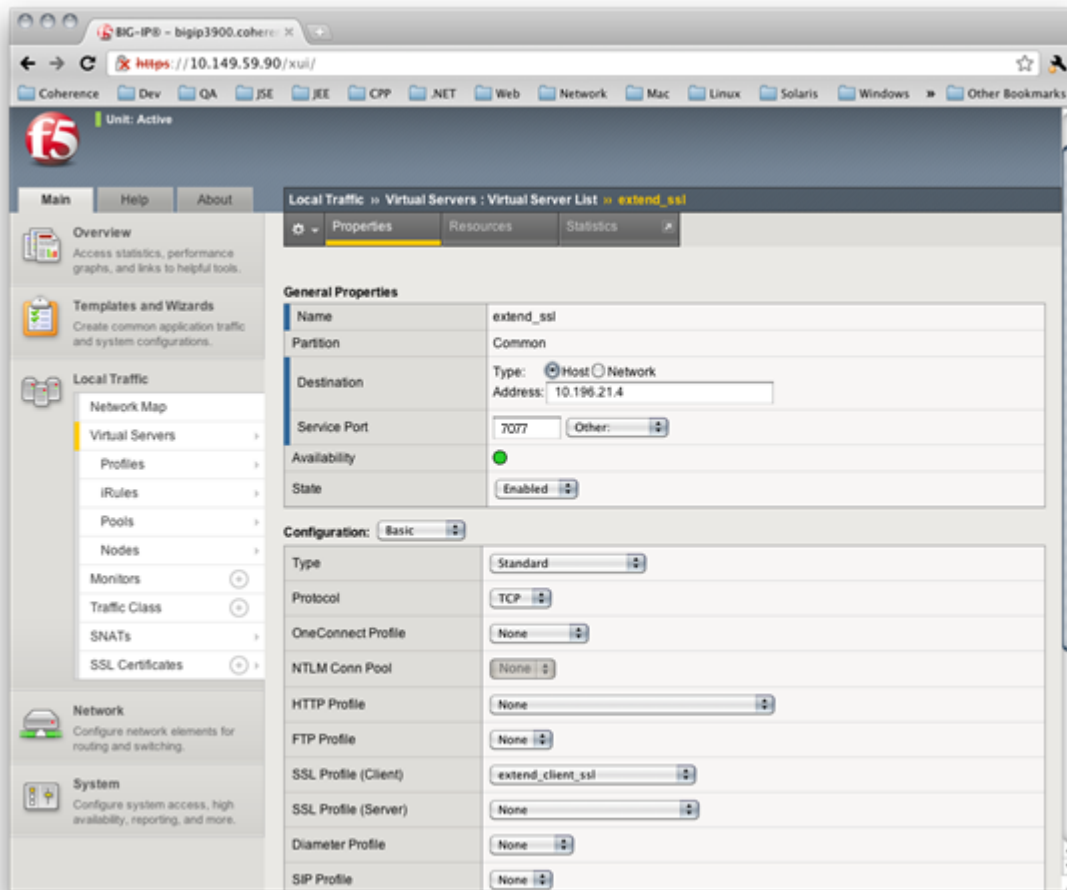 BIG-IP® – bigip3900.cohere
https://10.149.59.90/xui/
Coherence Dev QA JSE JEE CPP .NET Web Network Mac Linux Solaris Windows » Other Bookmarks
f5
Unit: Active
Main Help About
Local Traffic ›› Virtual Servers : Virtual Server List ›› extend_ssl
Properties Resources Statistics
Overview
Access statistics, performance
graphs, and links to helpful tools.
Templates and Wizards
Create common application traffic
and system configurations.
Local Traffic
Network Map
Virtual Servers
Profiles
iRules
Pools
Nodes
Monitors
Traffic Class
SNATs
SSL Certificates
Network
Configure network elements for
routing and switching.
System
Configure system access, high
availability, reporting, and more.
General Properties
Name extend_ssl
Partition Common
Destination
Type: Host Network
Address: 10.196.21.4
Service Port 7077 Other:
Availability
State Enabled
Configuration: Basic
Type Standard
Protocol TCP
OneConnect Profile None
NTLM Conn Pool None
HTTP Profile None
FTP Profile None
SSL Profile (Client) extend_client_ssl
SSL Profile (Server) None
Diameter Profile None
SIP Profile None